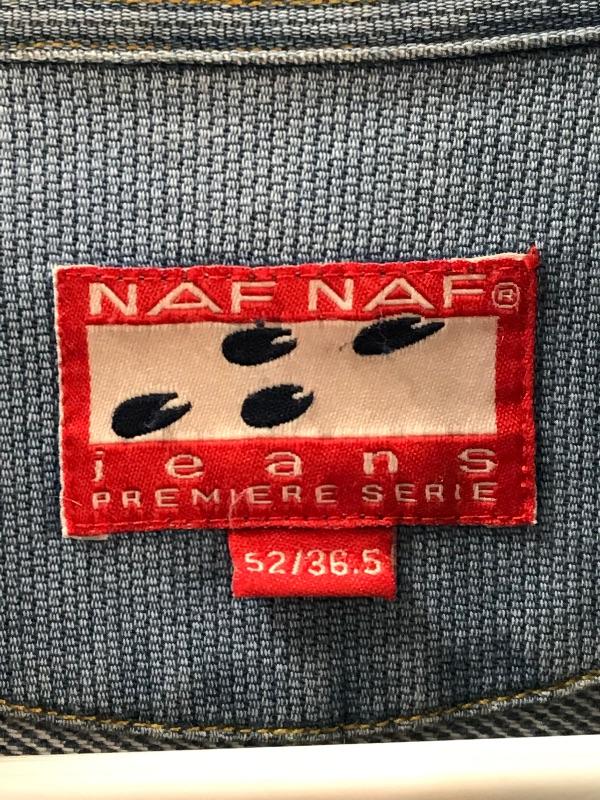 NAF NAF®
jeans
PREMIERE SERIE
52/36.5